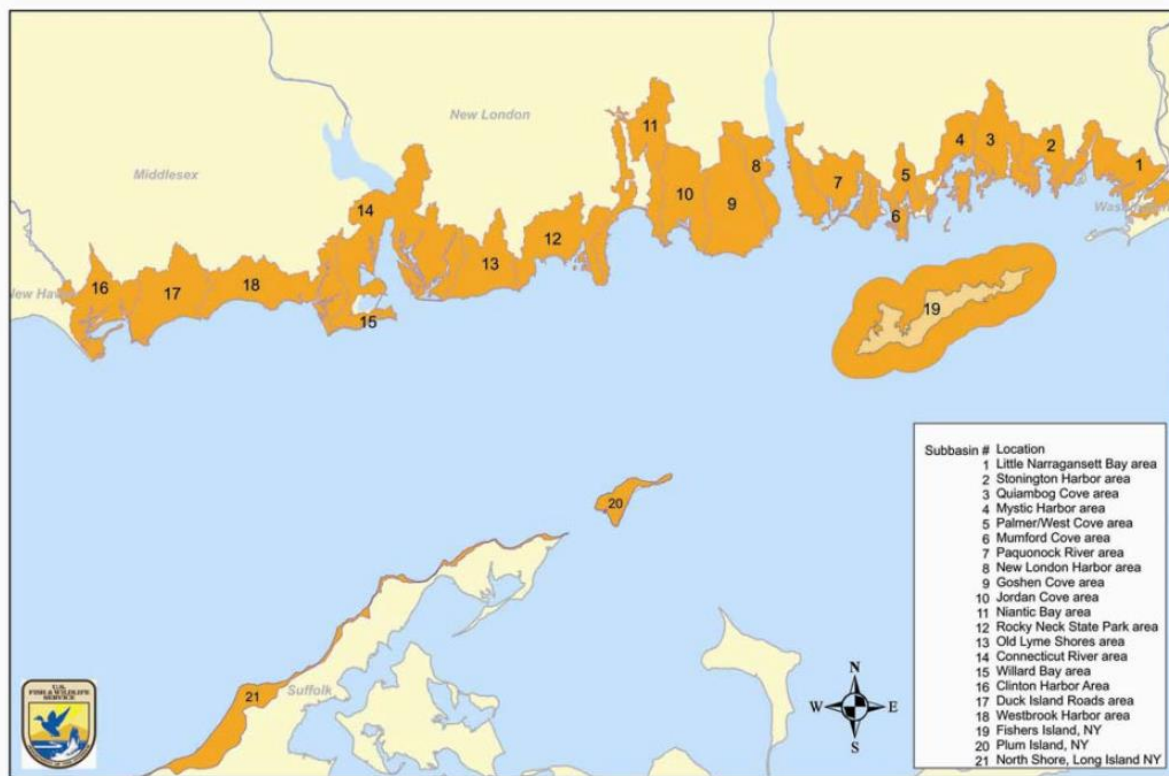 New London
Middlesex
New Haven
Washington
11
4
3
2
1
8
7
5
10
9
6
14
12
13
18
17
16
15
19
20
21
Suffolk
N
W
E
S
U.S.
FISH & WILDLIFE
SERVICE
Subbasin # Location
1 Little Narragansett Bay area
2 Stonington Harbor area
3 Quiambog Cove area
4 Mystic Harbor area
5 Palmer/West Cove area
6 Mumford Cove area
7 Paquonock River area
8 New London Harbor area
9 Goshen Cove area
10 Jordan Cove area
11 Niantic Bay area
12 Rocky Neck State Park area
13 Old Lyme Shores area
14 Connecticut River area
15 Willard Bay area
16 Clinton Harbor Area
17 Duck Island Roads area
18 Westbrook Harbor area
19 Fishers Island, NY
20 Plum Island, NY
21 North Shore, Long Island NY